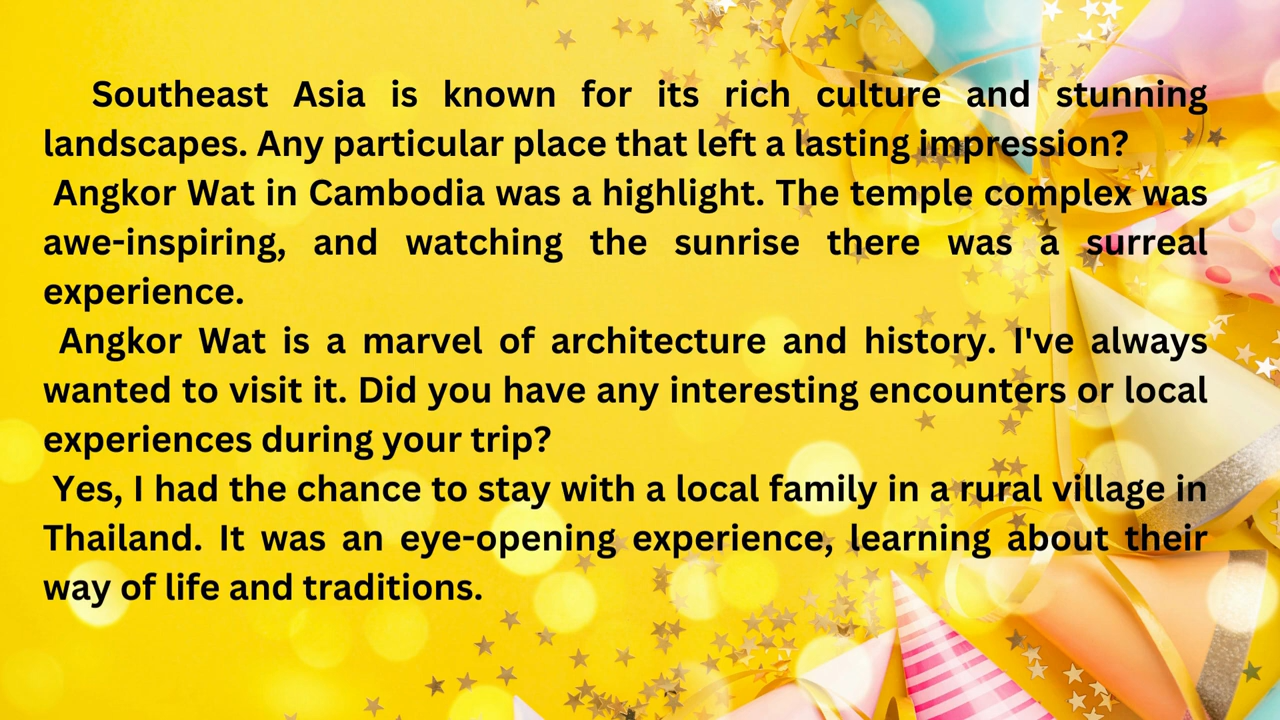 Southeast Asia is known for its rich culture and stunning
landscapes. Any particular place that left a lasting impression?
Angkor Wat in Cambodia was a highlight. The temple complex was
awe-inspiring, and watching the sunrise there was a surreal
experience.
Angkor Wat is a marvel of architecture and history. I've always
wanted to visit it. Did you have any interesting encounters or local
experiences during your trip?
Yes, I had the chance to stay with a local family in a rural village in
Thailand. It was an eye-opening experience, learning about their
way of life and traditions.